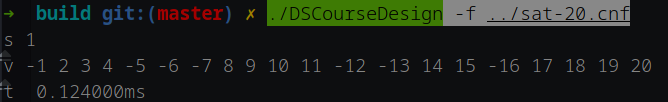 → build git:(master) ✗ ./DSCourseDesign -f ../sat-20.cnf
s 1
v -1 2 3 4 -5 -6 -7 8 9 10 11 -12 -13 14 15 -16 17 18 19 20
t 0.124000ms